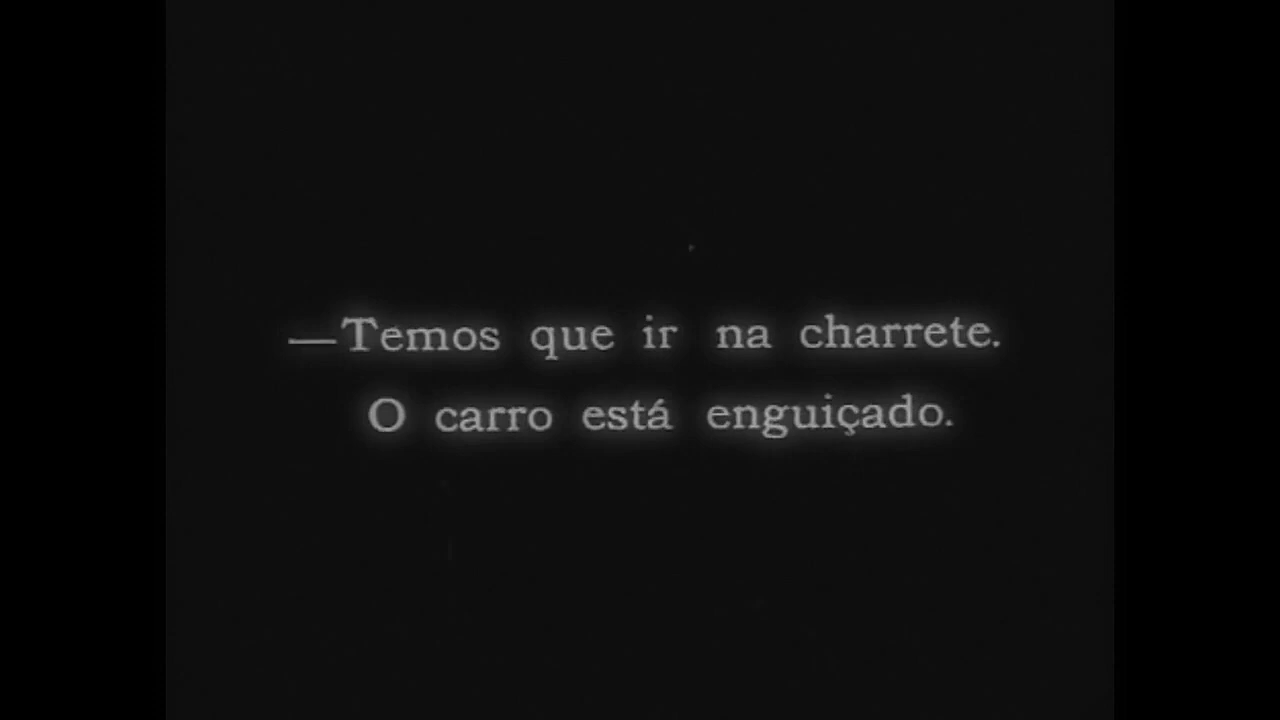 —Temos que ir na charrete.
O carro está enguiçado.